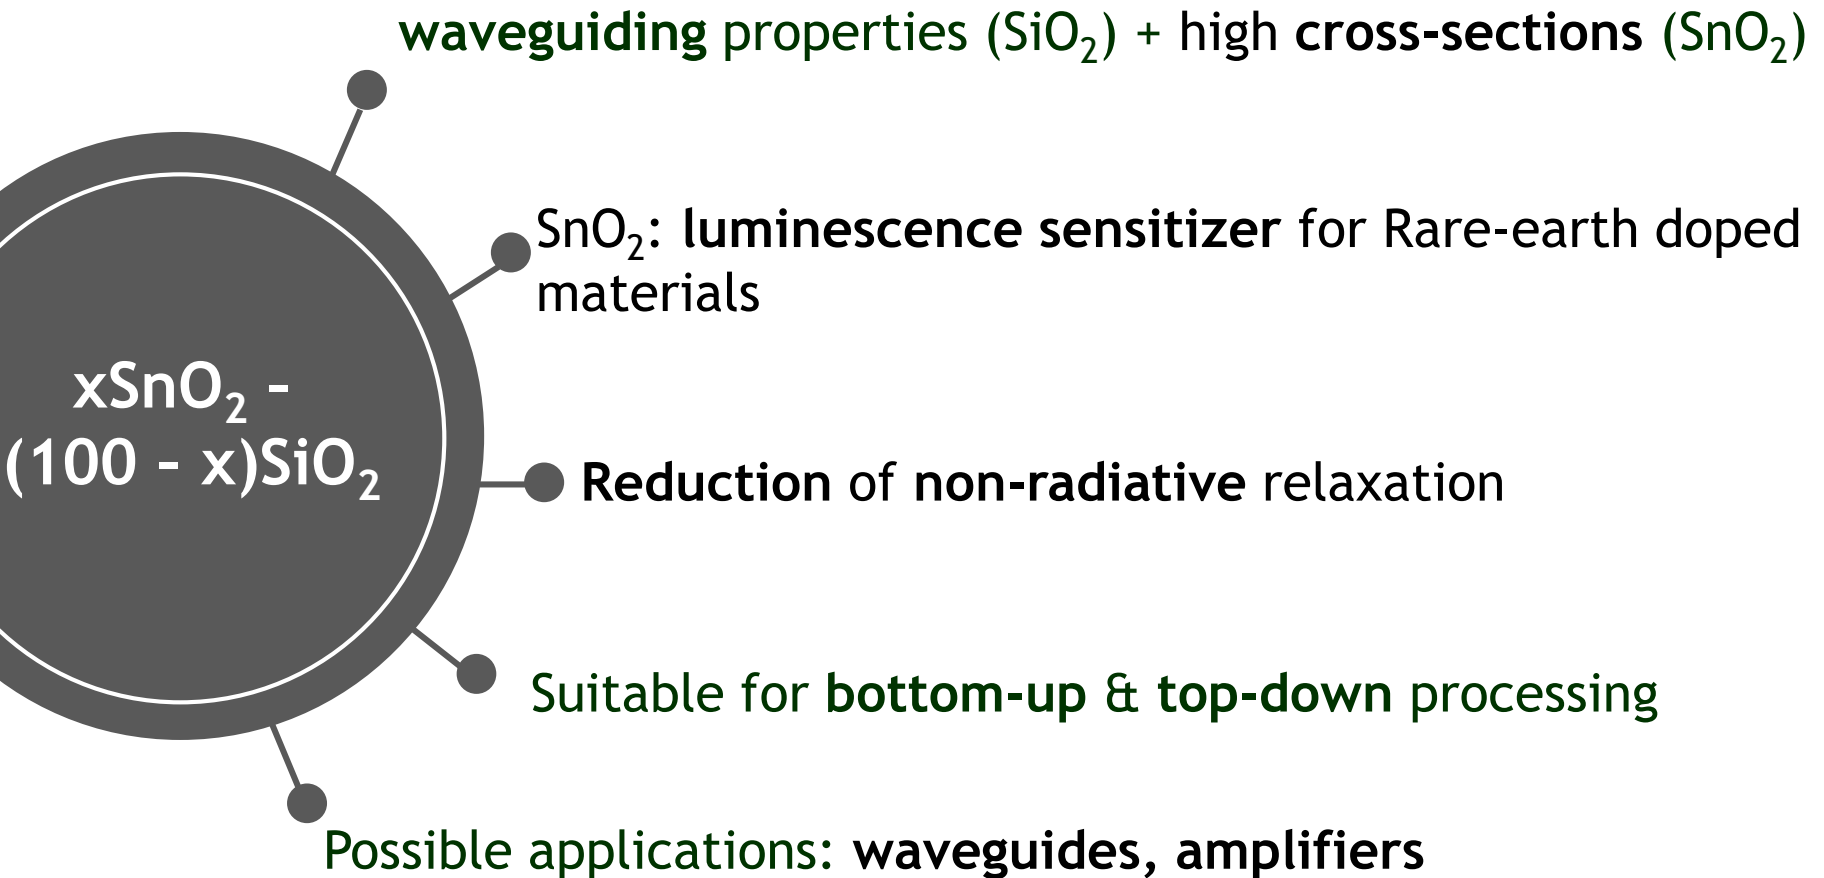 waveguiding properties (SiO₂) + high cross-sections (SnO₂)
SnO₂: luminescence sensitizer for Rare-earth doped
materials
xSnO₂ –
(100 – x)SiO₂
Reduction of non-radiative relaxation
Suitable for bottom-up & top-down processing
Possible applications: waveguides, amplifiers